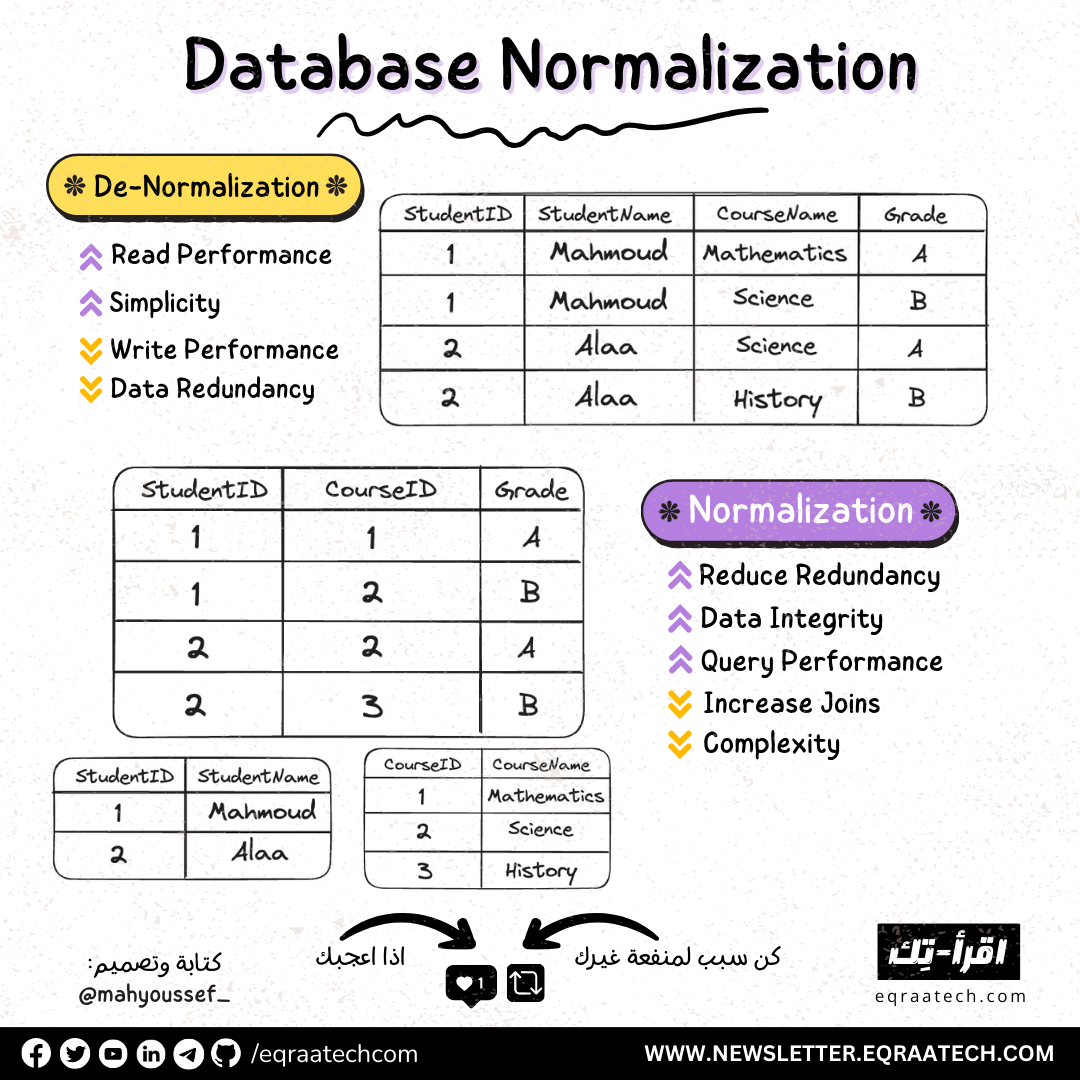 Database Normalization
De-Normalization
Read Performance
Simplicity
Write Performance
Data Redundancy
StudentID StudentName CourseName Grade
1 Mahmoud Mathematics A
1 Mahmoud Science B
2 Alaa Science A
2 Alaa History B
StudentID CourseID Grade
1 1 A
1 2 B
2 2 A
2 3 B
Normalization
Reduce Redundancy
Data Integrity
Query Performance
Increase Joins
Complexity
StudentID StudentName
1 Mahmoud
2 Alaa
CourseID CourseName
1 Mathematics
2 Science
3 History
كتابة وتصميم:
@mahyoussef_
اذا اعجبك
كن سبب لمنفعة غيرك
1
اقرأ-تِك
eqraatech.com
/eqraatechcom
WWW.NEWSLETTER.EQRAATECH.COM